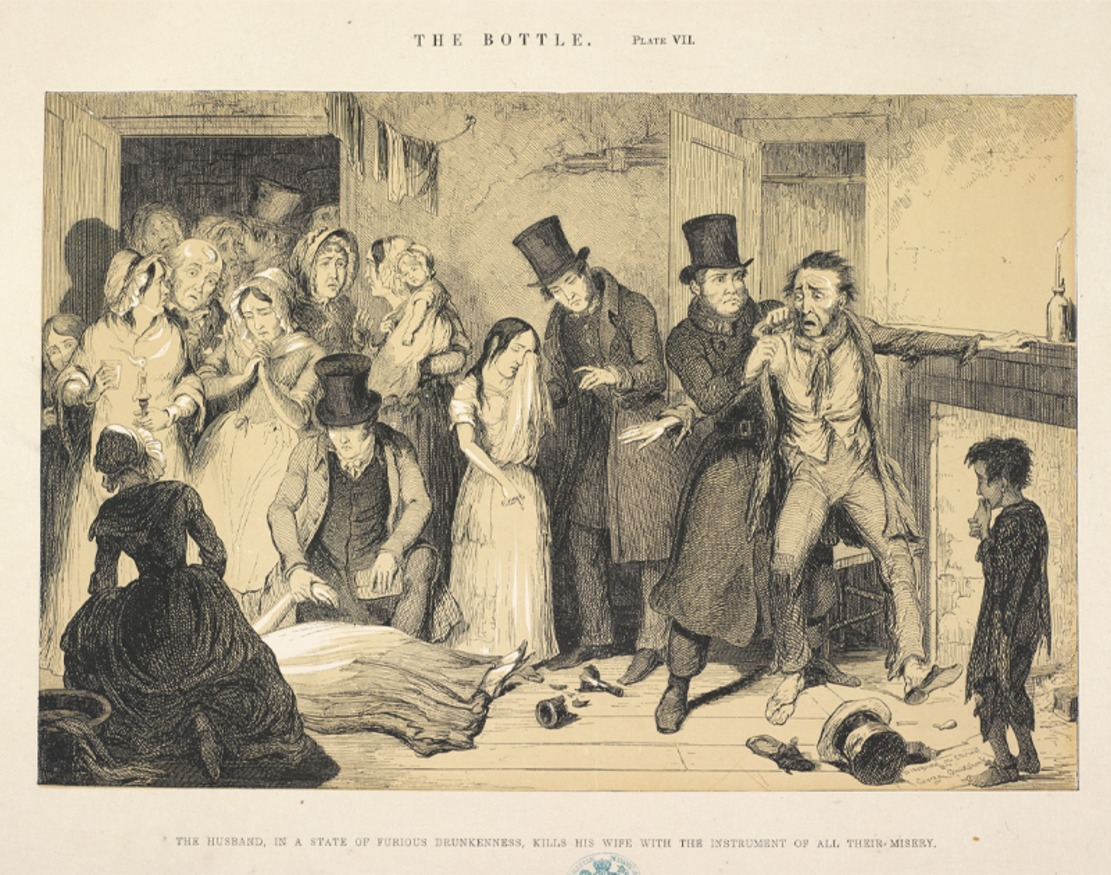 THE BOTTLE. PLATE VII.
THE HUSBAND, IN A STATE OF FURIOUS DRUNKENNESS, KILLS HIS WIFE WITH THE INSTRUMENT OF ALL THEIR MISERY.